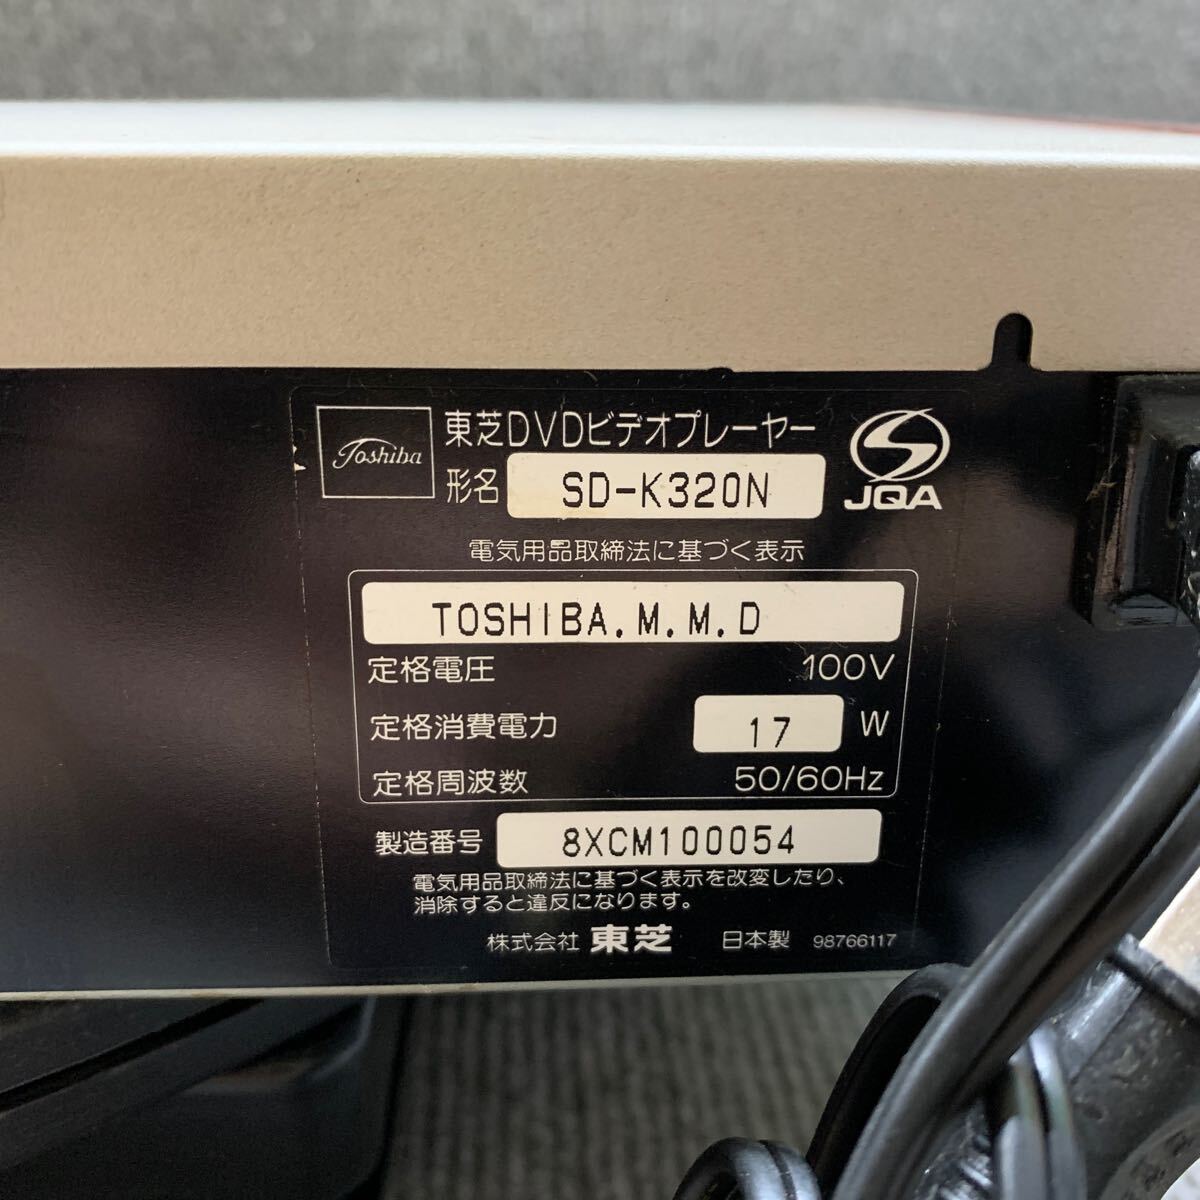 Toshiba
東芝DVDビデオプレーヤー
形名 SD-K320N
JQA
電気用品取締法に基づく表示
TOSHIBA.M.M.D
定格電圧 100V
定格消費電力 17 W
定格周波数 50/60Hz
製造番号 8XCM100054
電気用品取締法に基づく表示を改変したり、
消除すると違反になります。
株式会社 東芝 日本製 98766117